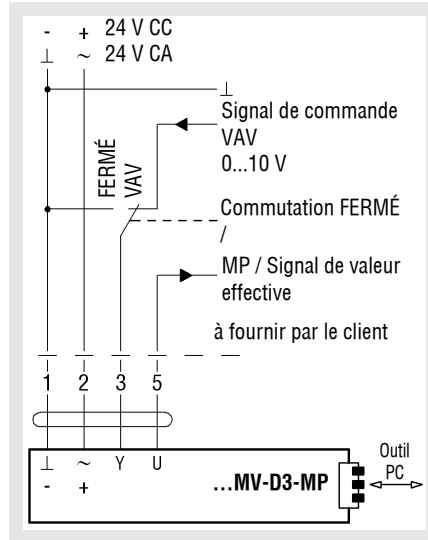 - + 24 V CC
⊥ ~ 24 V CA
⊥
Signal de commande
VAV
0...10 V
FERMÉ
VAV
Commutation FERMÉ
/
MP / Signal de valeur
effective
à fournir par le client
1 2 3 5
⊥ ~ Y U
- +
...MV-D3-MP
Outil
PC